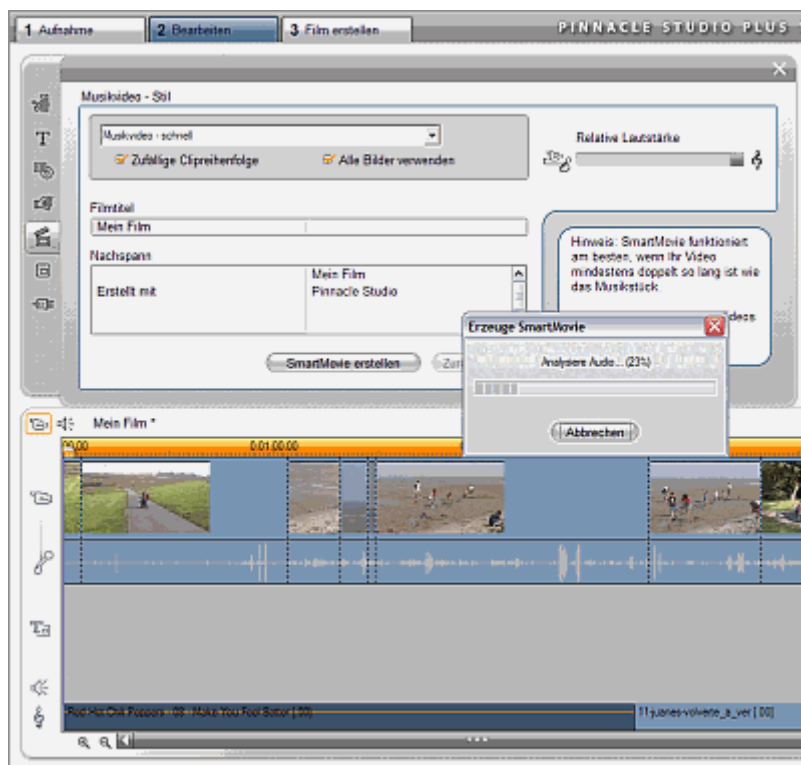 1 Aufnahme
2 Bearbeiten
3 Film erstellen
PINNACLE STUDIO PLUS
Musikvideo - Stil
Musikvideo - schnell
Zufällige Clipreihenfolge
Alle Bilder verwenden
Relative Lautstärke
Filmtitel
Mein Film
Nachspann
Mein Film
Erstellt mit
Pinnacle Studio
Hinweis: SmartMovie funktioniert
am besten, wenn Ihr Video
mindestens doppelt so lang ist wie
das Musikstück.
SmartMovie erstellen
Erzeuge SmartMovie
Analysiere Audio... (23%)
Abbrechen
Mein Film *
0:01:00.00
Red Hot Chili Peppers - 08 - Make You Feel Better [.00]
11-juanes-volverte_a_ver [.00]